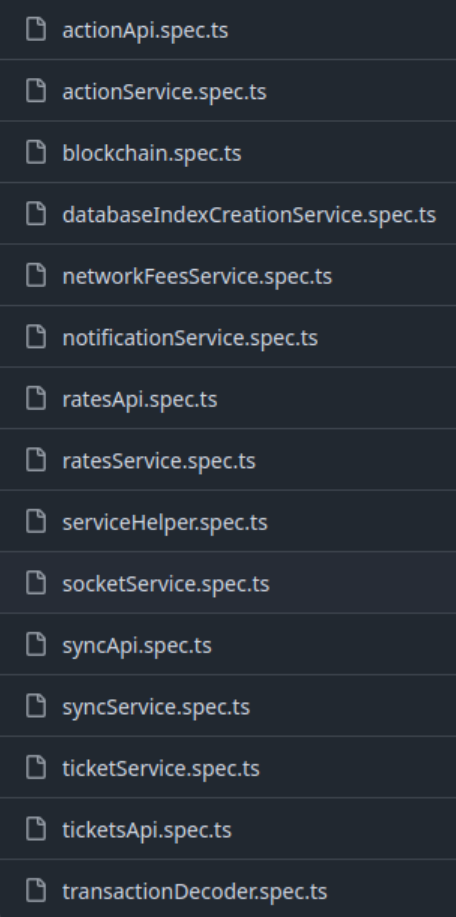 actionApi.spec.ts
actionService.spec.ts
blockchain.spec.ts
databaseIndexCreationService.spec.ts
networkFeesService.spec.ts
notificationService.spec.ts
ratesApi.spec.ts
ratesService.spec.ts
serviceHelper.spec.ts
socketService.spec.ts
syncApi.spec.ts
syncService.spec.ts
ticketService.spec.ts
ticketsApi.spec.ts
transactionDecoder.spec.ts